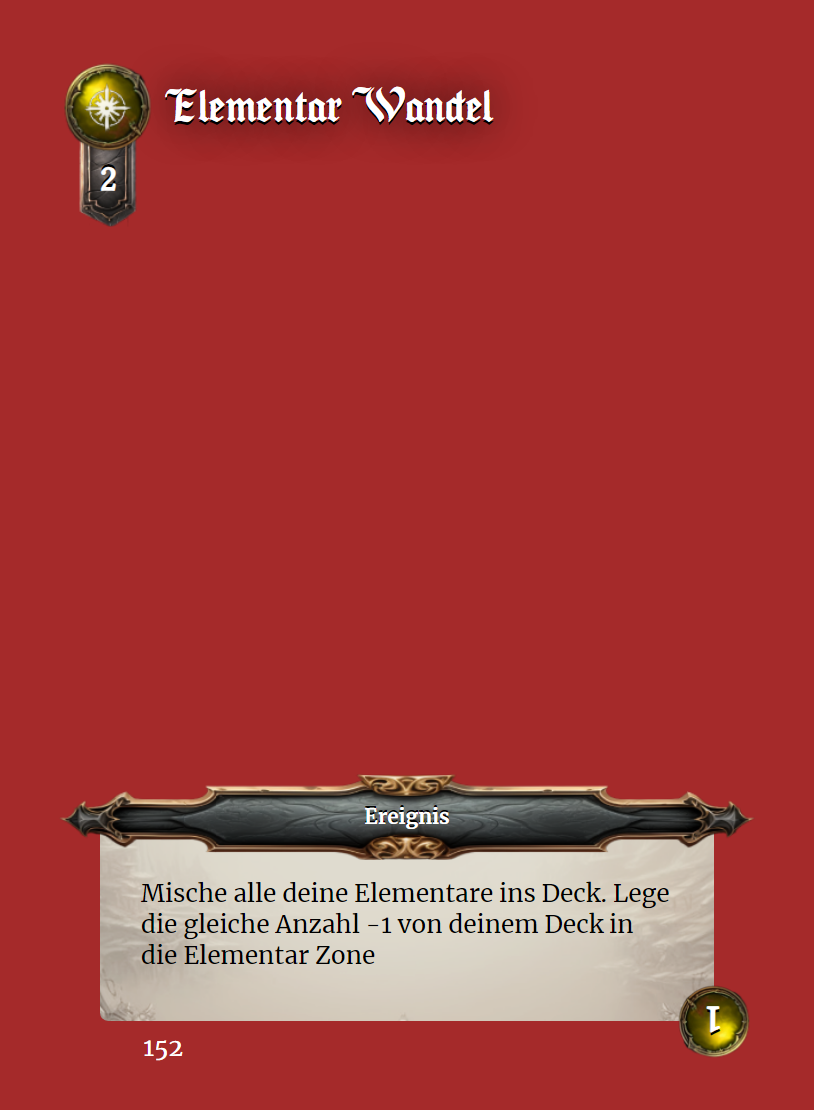 Elementar Wandel
2
Ereignis
Mische alle deine Elementare ins Deck. Lege
die gleiche Anzahl -1 von deinem Deck in
die Elementar Zone
1
152